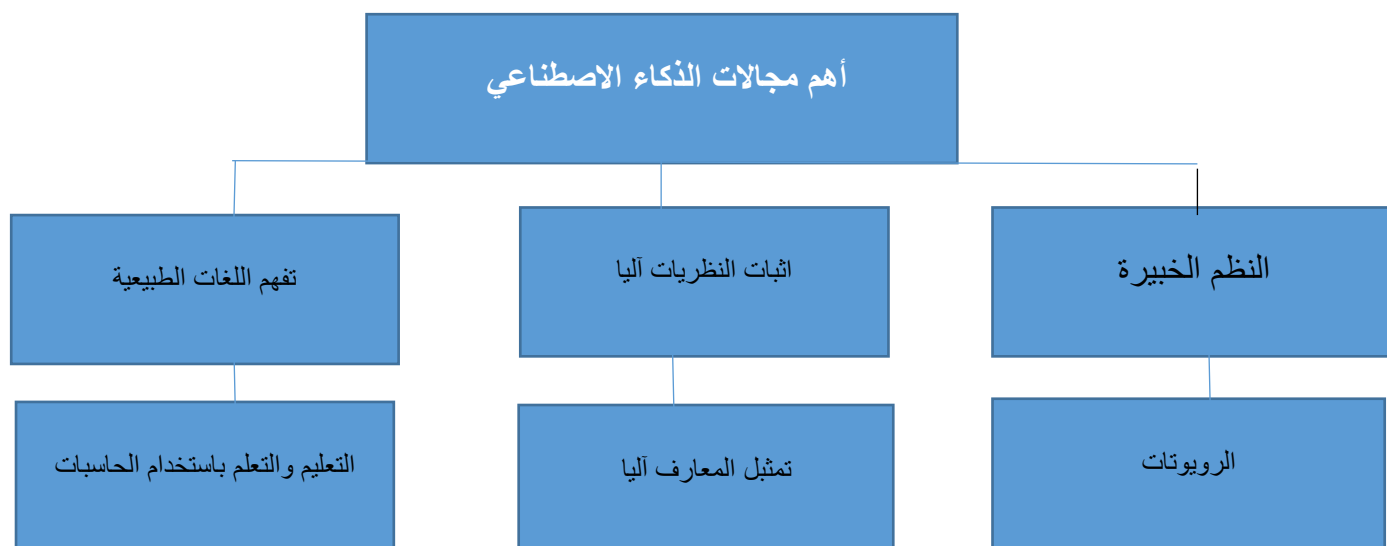 أهم مجالات الذكاء الاصطناعي
النظم الخبيرة
اثبات النظريات آليا
تفهم اللغات الطبيعية
الروبوتات
تمثبل المعارف آليا
التعليم والتعلم باستخدام الحاسبات